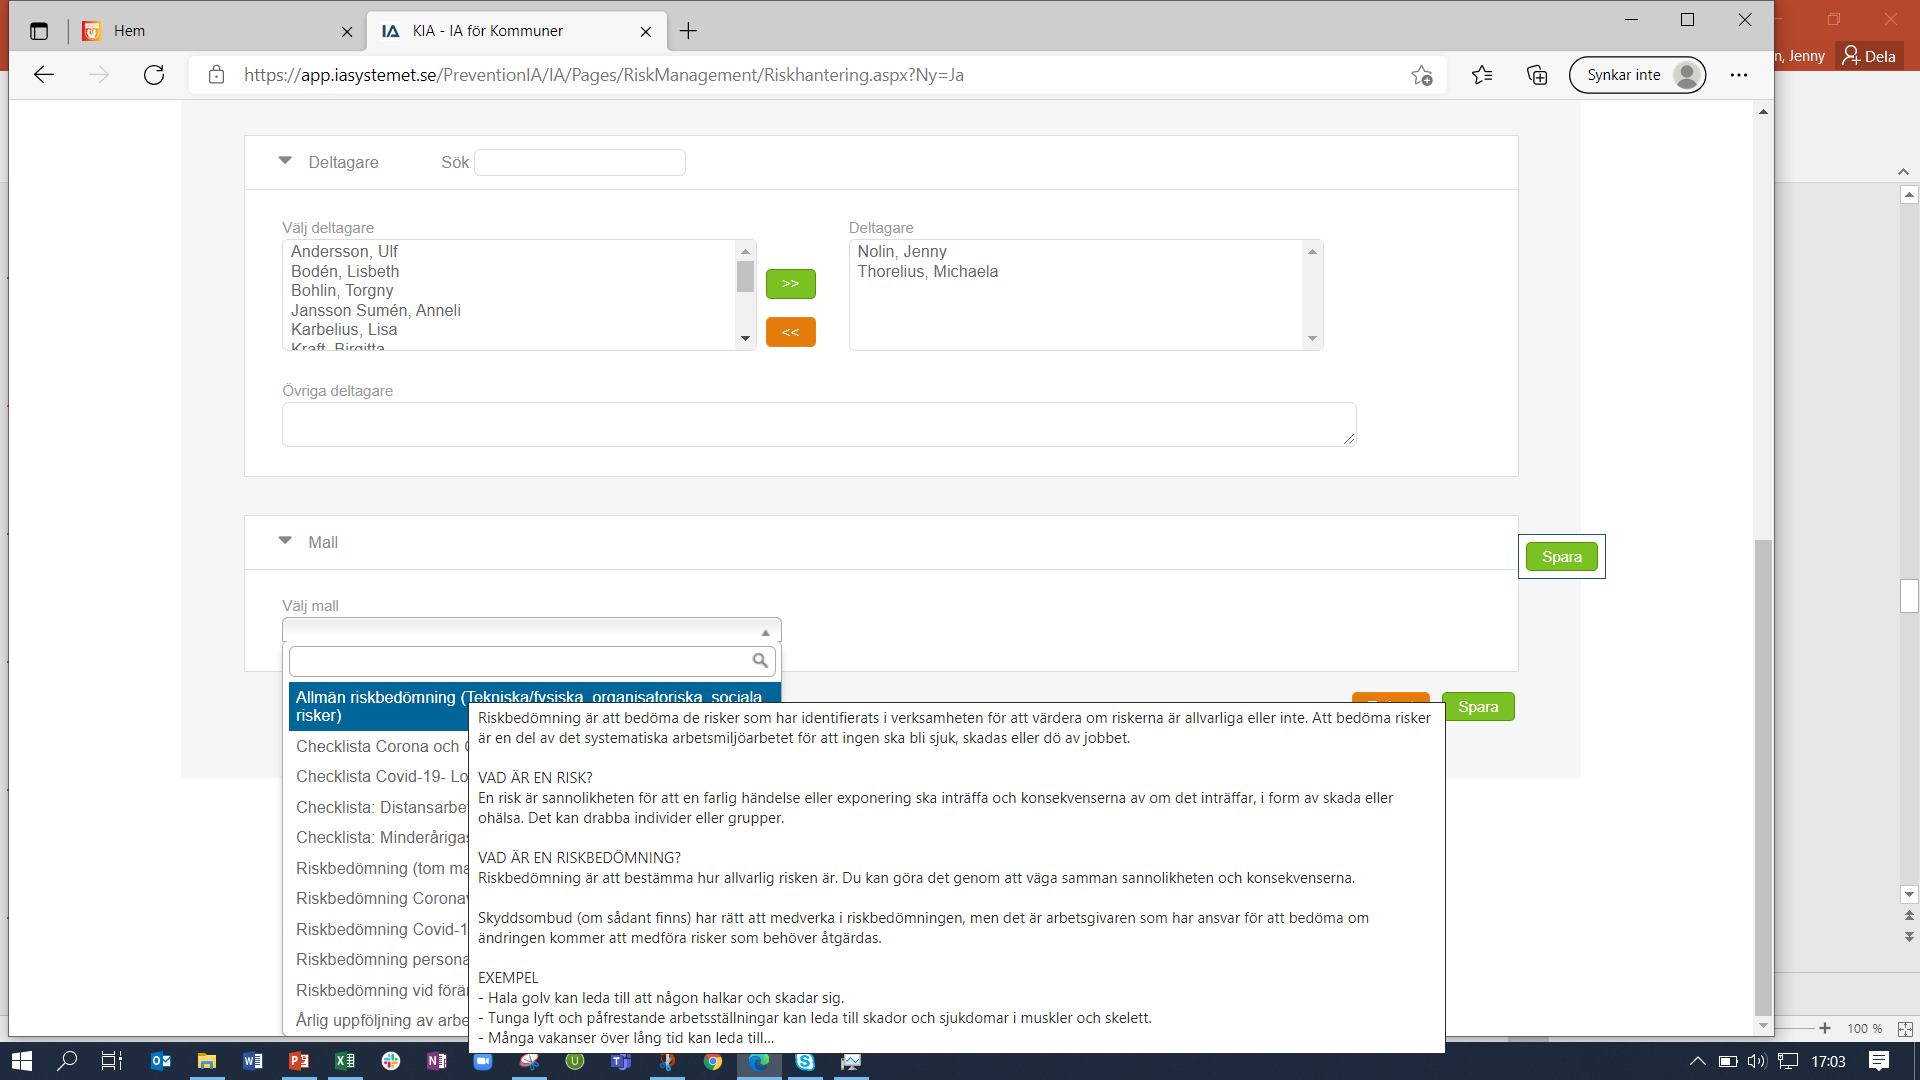 Hem
KIA - IA för Kommuner
n, Jenny
Dela
https://app.iasystemet.se/PreventionIA/IA/Pages/RiskManagement/Riskhantering.aspx?Ny=Ja
Synkar inte
Deltagare
Sök
Välj deltagare
Deltagare
Andersson, Ulf
Bodén, Lisbeth
Bohlin, Torgny
Jansson Sumén, Anneli
Karbelius, Lisa
Kraft, Birgitta
>>
<<
Nolin, Jenny
Thorelius, Michaela
Övriga deltagare
Mall
Spara
Välj mall
Allmän riskbedömning (Tekniska/fysiska, organisatoriska, sociala
risker)
Spara
Checklista Corona och
Checklista Covid-19- Lo
Checklista: Distansarbet
Checklista: Minderårigas
Riskbedömning (tom ma
Riskbedömning Coronav
Riskbedömning Covid-1
Riskbedömning persona
Riskbedömning vid förän
Årlig uppföljning av arbe
Riskbedömning är att bedöma de risker som har identifierats i verksamheten för att värdera om riskerna är allvarliga eller inte. Att bedöma risker
är en del av det systematiska arbetsmiljöarbetet för att ingen ska bli sjuk, skadas eller dö av jobbet.
VAD ÄR EN RISK?
En risk är sannolikheten för att en farlig händelse eller exponering ska inträffa och konsekvenserna av om det inträffar, i form av skada eller
ohälsa. Det kan drabba individer eller grupper.
VAD ÄR EN RISKBEDÖMNING?
Riskbedömning är att bestämma hur allvarlig risken är. Du kan göra det genom att väga samman sannolikheten och konsekvenserna.
Skyddsombud (om sådant finns) har rätt att medverka i riskbedömningen, men det är arbetsgivaren som har ansvar för att bedöma om
ändringen kommer att medföra risker som behöver åtgärdas.
EXEMPEL
- Hala golv kan leda till att någon halkar och skadar sig.
- Tunga lyft och påfrestande arbetsställningar kan leda till skador och sjukdomar i muskler och skelett.
- Många vakanser över lång tid kan leda till...
100 %
17:03